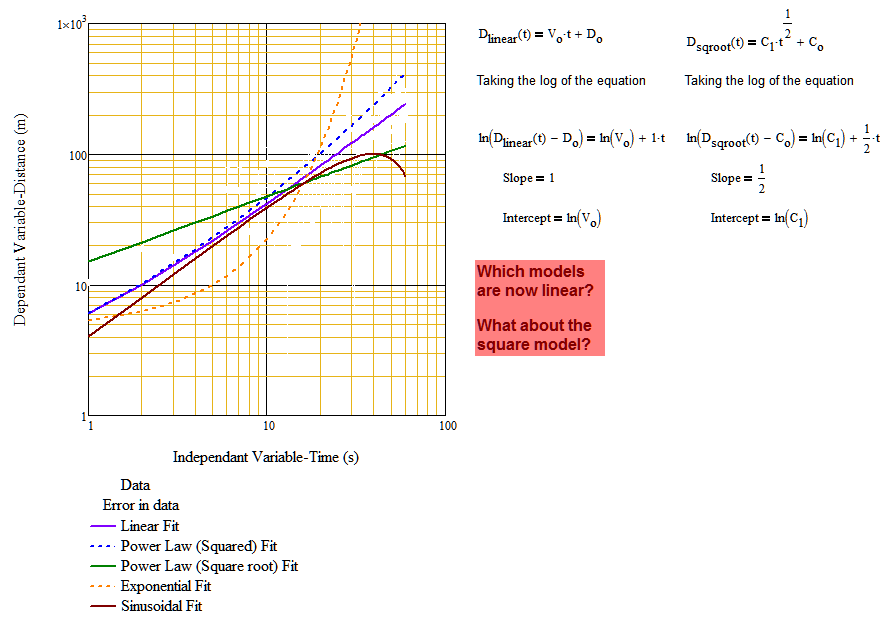 1×10³
100
10
1
1
10
100
Dependant Variable-Distance (m)
Independant Variable-Time (s)
Data
Error in data
Linear Fit
Power Law (Squared) Fit
Power Law (Square root) Fit
Exponential Fit
Sinusoidal Fit
D_linear(t) = V_o·t + D_o
Taking the log of the equation
ln(D_linear(t) − D_o) = ln(V_o) + 1·t
Slope = 1
Intercept = ln(V_o)
D_sqroot(t) = C_1·t^(1/2) + C_o
Taking the log of the equation
ln(D_sqroot(t) − C_o) = ln(C_1) + 1/2·t
Slope = 1/2
Intercept = ln(C_1)
Which models
are now linear?
What about the
square model?